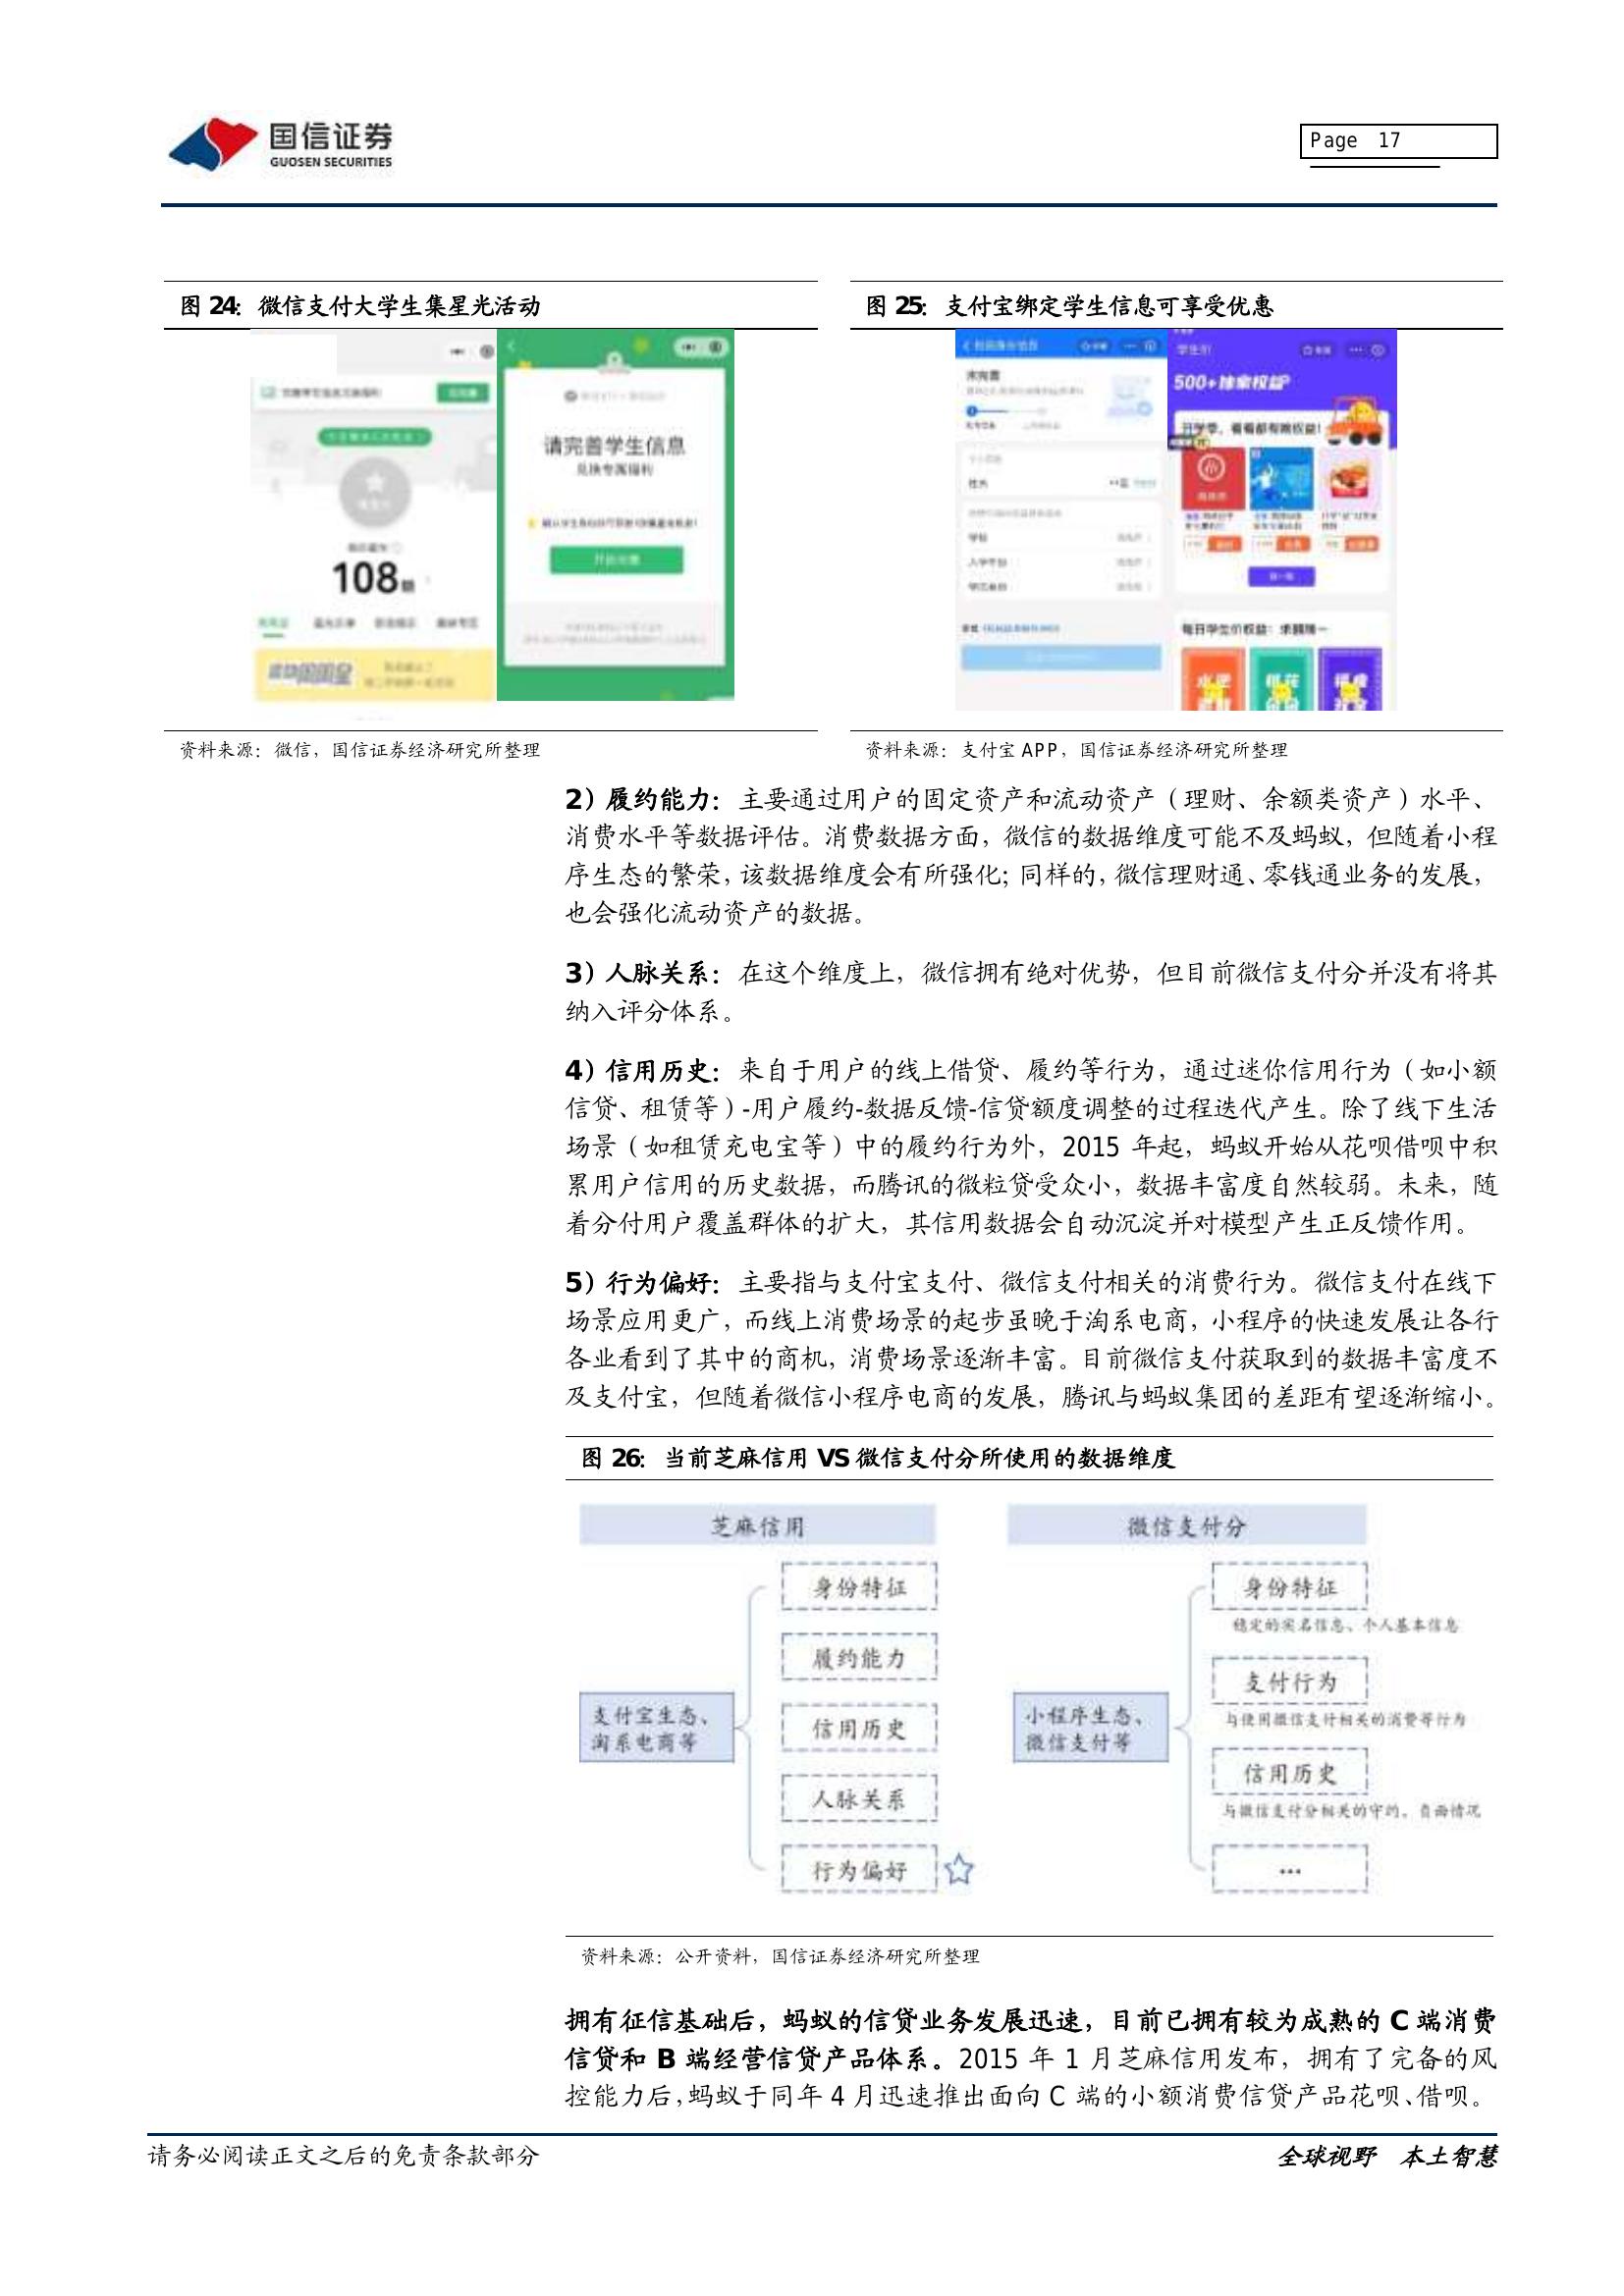 国信证券
GUOSEN SECURITIES
Page 17
图 24：微信支付大学生集星光活动
图 25：支付宝绑定学生信息可享受优惠
108
请完善学生信息
兑换专属福利
未完善
姓名
学校
入学年份
学生价
500+独家权益
开学季，看看都有啥权益！
每日学生价权益：
资料来源：微信，国信证券经济研究所整理
资料来源：支付宝 APP，国信证券经济研究所整理
2）履约能力：主要通过用户的固定资产和流动资产（理财、余额类资产）水平、
消费水平等数据评估。消费数据方面，微信的数据维度可能不及蚂蚁，但随着小程
序生态的繁荣，该数据维度会有所强化；同样的，微信理财通、零钱通业务的发展，
也会强化流动资产的数据。
3）人脉关系：在这个维度上，微信拥有绝对优势，但目前微信支付分并没有将其
纳入评分体系。
4）信用历史：来自于用户的线上借贷、履约等行为，通过迷你信用行为（如小额
信贷、租赁等）-用户履约-数据反馈-信贷额度调整的过程迭代产生。除了线下生活
场景（如租赁充电宝等）中的履约行为外，2015 年起，蚂蚁开始从花呗借呗中积
累用户信用的历史数据，而腾讯的微粒贷受众小，数据丰富度自然较弱。未来，随
着分付用户覆盖群体的扩大，其信用数据会自动沉淀并对模型产生正反馈作用。
5）行为偏好：主要指与支付宝支付、微信支付相关的消费行为。微信支付在线下
场景应用更广，而线上消费场景的起步虽晚于淘系电商，小程序的快速发展让各行
各业看到了其中的商机，消费场景逐渐丰富。目前微信支付获取到的数据丰富度不
及支付宝，但随着微信小程序电商的发展，腾讯与蚂蚁集团的差距有望逐渐缩小。
图 26：当前芝麻信用 VS 微信支付分所使用的数据维度
芝麻信用
支付宝生态、
淘系电商等
身份特征
履约能力
信用历史
人脉关系
行为偏好
微信支付分
小程序生态、
微信支付等
身份特征
稳定的实名信息、个人基本信息
支付行为
与使用微信支付相关的消费等行为
信用历史
与微信支付分相关的守约、负面情况
...
资料来源：公开资料，国信证券经济研究所整理
拥有征信基础后，蚂蚁的信贷业务发展迅速，目前已拥有较为成熟的 C 端消费
信贷和 B 端经营信贷产品体系。2015 年 1 月芝麻信用发布，拥有了完备的风
控能力后，蚂蚁于同年 4 月迅速推出面向 C 端的小额消费信贷产品花呗、借呗。
请务必阅读正文之后的免责条款部分
全球视野 本土智慧